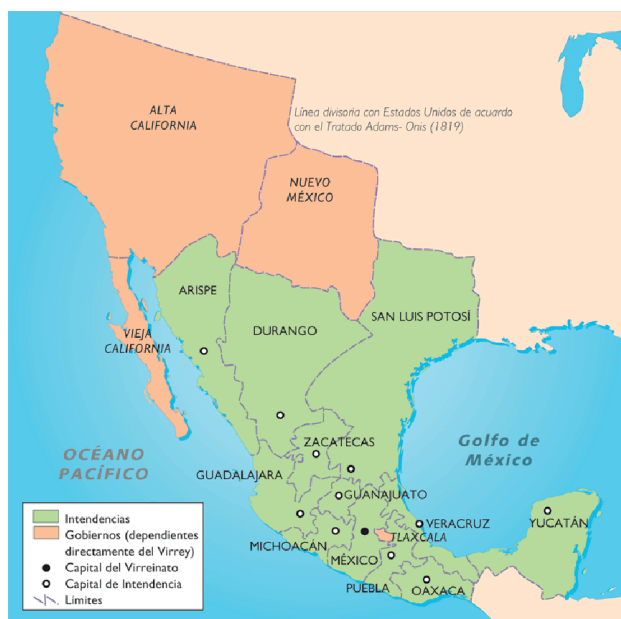 ALTA
CALIFORNIA
Línea divisoria con Estados Unidos de acuerdo
con el Tratado Adams- Onis (1819)
NUEVO
MÉXICO
ARISPE
DURANGO
SAN LUIS POTOSÍ
VIEJA
CALIFORNIA
ZACATECAS
OCÉANO
PACÍFICO
Golfo de
México
GUADALAJARA
GUANAJUATO
VERACRUZ
YUCATÁN
TLAXCALA
MICHOACÁN
MÉXICO
PUEBLA
OAXACA
Intendencias
Gobiernos (dependientes
directamente del Virrey)
Capital del Virreinato
Capital de Intendencia
Límites